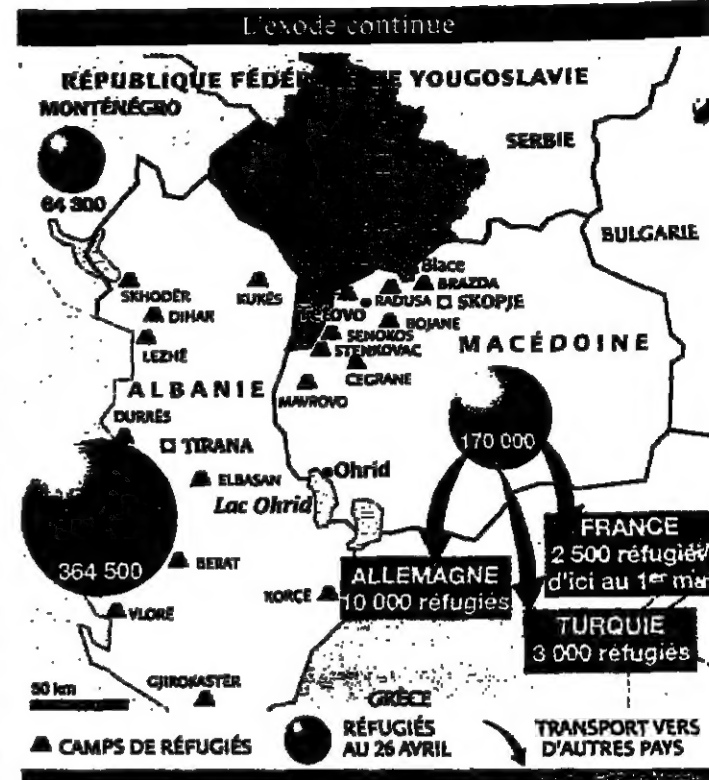 L'exode continue
RÉPUBLIQUE FÉDÉR DE YOUGOSLAVIE
MONTÉNÉGRO
64 300
SERBIE
BULGARIE
SKHODËR
DIHAR
LEZHË
KUKËS
Blace
BRAZDA
RADUSA
SKOPJE
BOJANE
SENOKOS
STENKOVAC
CEGRANE
MAVROVO
MACÉDOINE
ALBANIE
DURRËS
TIRANA
ELBASAN
Ohrid
Lac Ohrid
170 000
364 500
BERAT
VLORË
KORCË
GJIROKASTËR
ALLEMAGNE
10 000 réfugiés
FRANCE
2 500 réfugiés
d'ici au 1er mai
TURQUIE
3 000 réfugiés
50 km
GRÈCE
CAMPS DE RÉFUGIÉS
RÉFUGIÉS
AU 26 AVRIL
TRANSPORT VERS
D'AUTRES PAYS